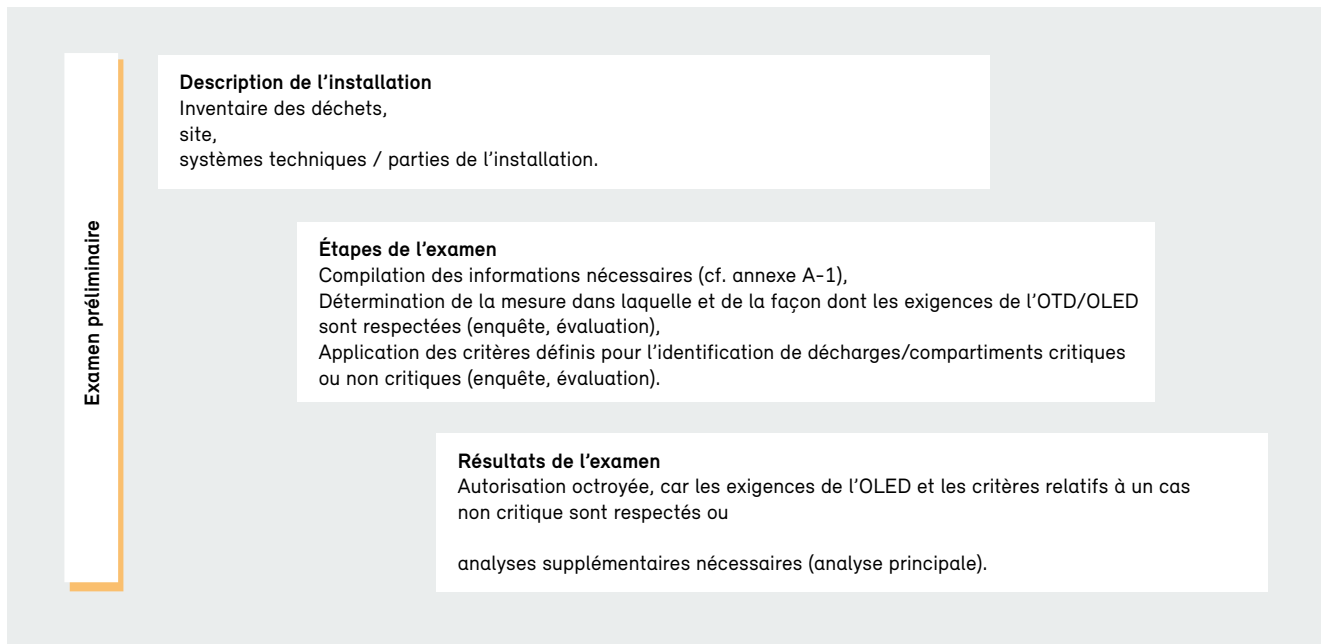 Examen préliminaire
Description de l’installation
Inventaire des déchets,
site,
systèmes techniques / parties de l’installation.
Étapes de l’examen
Compilation des informations nécessaires (cf. annexe A-1),
Détermination de la mesure dans laquelle et de la façon dont les exigences de l’OTD/OLED
sont respectées (enquête, évaluation),
Application des critères définis pour l’identification de décharges/compartiments critiques
ou non critiques (enquête, évaluation).
Résultats de l’examen
Autorisation octroyée, car les exigences de l’OLED et les critères relatifs à un cas
non critique sont respectés ou
analyses supplémentaires nécessaires (analyse principale).